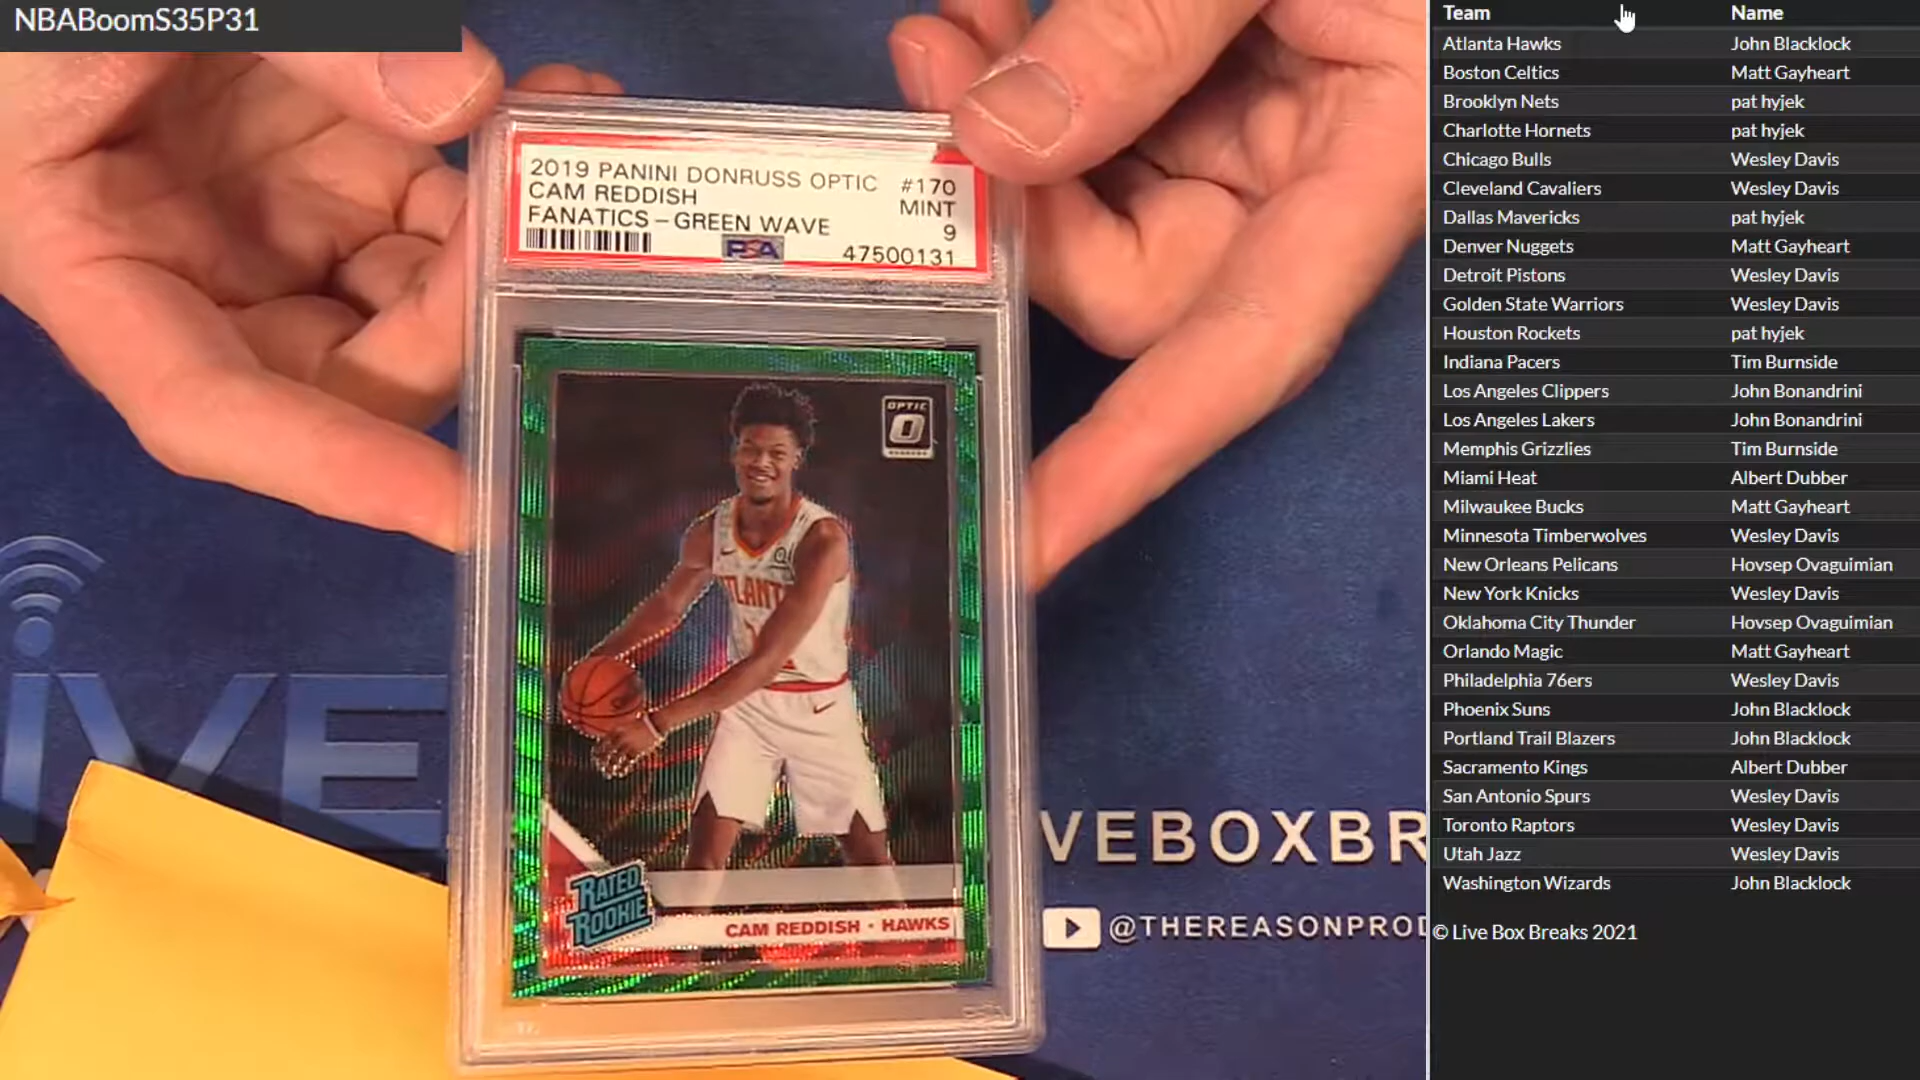 NBABoomS35P31
2019 PANINI DONRUSS OPTIC #170
CAM REDDISH MINT
FANATICS – GREEN WAVE 9
PSA 47500131
OPTIC
RATED
ROOKIE
CAM REDDISH · HAWKS
LIVE
VEBOXBR
@THEREASONPROD
Team Name
Atlanta Hawks John Blacklock
Boston Celtics Matt Gayheart
Brooklyn Nets pat hyjek
Charlotte Hornets pat hyjek
Chicago Bulls Wesley Davis
Cleveland Cavaliers Wesley Davis
Dallas Mavericks pat hyjek
Denver Nuggets Matt Gayheart
Detroit Pistons Wesley Davis
Golden State Warriors Wesley Davis
Houston Rockets pat hyjek
Indiana Pacers Tim Burnside
Los Angeles Clippers John Bonandrini
Los Angeles Lakers John Bonandrini
Memphis Grizzlies Tim Burnside
Miami Heat Albert Dubber
Milwaukee Bucks Matt Gayheart
Minnesota Timberwolves Wesley Davis
New Orleans Pelicans Hovsep Ovaguimian
New York Knicks Wesley Davis
Oklahoma City Thunder Hovsep Ovaguimian
Orlando Magic Matt Gayheart
Philadelphia 76ers Wesley Davis
Phoenix Suns John Blacklock
Portland Trail Blazers John Blacklock
Sacramento Kings Albert Dubber
San Antonio Spurs Wesley Davis
Toronto Raptors Wesley Davis
Utah Jazz Wesley Davis
Washington Wizards John Blacklock
© Live Box Breaks 2021